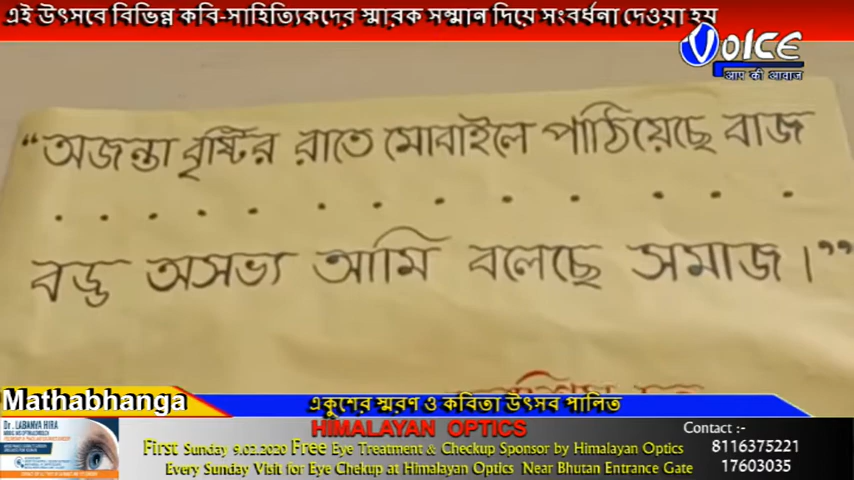 এই উৎসবে বিভিন্ন কবি-সাহিত্যিকদের স্মারক সম্মান দিয়ে সংবর্ধনা দেওয়া হয়
VOICE
आप की आवाज
“অজন্তা বৃষ্টির রাতে মোবাইলে পাঠিয়েছে বাজ
. . . . . . . . . . .
বড্ড অসভ্য আমি বলেছে সমাজ।”
Mathabhanga
একুশের স্মরণ ও কবিতা উৎসব পালিত
Dr. LABANYA HIRA
HIMALAYAN OPTICS
First Sunday 9.02.2020 Free Eye Treatment & Checkup Sponsor by Himalayan Optics
Every Sunday Visit for Eye Chekup at Himalayan Optics Near Bhutan Entrance Gate
Contact :-
8116375221
17603035